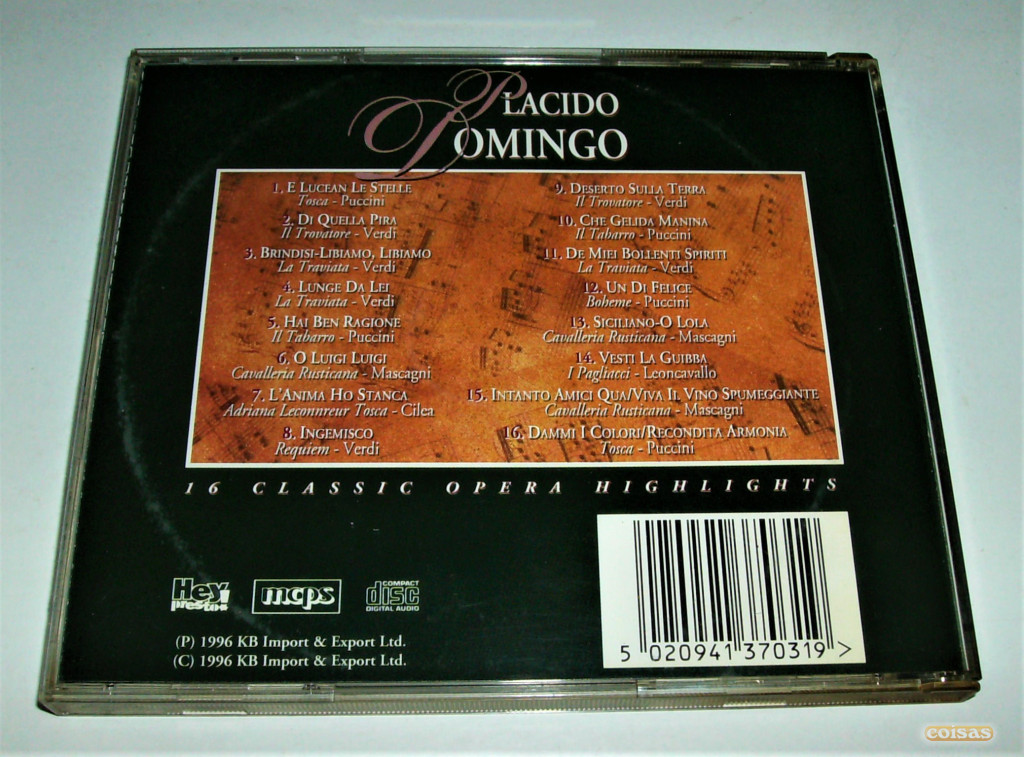 PLACIDO
DOMINGO
1. E LUCEAN LE STELLE
Tosca - Puccini
2. DI QUELLA PIRA
Il Trovatore - Verdi
3. BRINDISI-LIBIAMO, LIBIAMO
La Traviata - Verdi
4. LUNGE DA LEI
La Traviata - Verdi
5. HAI BEN RAGIONE
Il Tabarro - Puccini
6. O LUIGI LUIGI
Cavalleria Rusticana - Mascagni
7. L'ANIMA HO STANCA
Adriana Leconnreur Tosca - Cilea
8. INGEMISCO
Requiem - Verdi
9. DESERTO SULLA TERRA
Il Trovatore - Verdi
10. CHE GELIDA MANINA
Il Tabarro - Puccini
11. DE MIEI BOLLENTI SPIRITI
La Traviata - Verdi
12. UN DI FELICE
Boheme - Puccini
13. SICILIANO-O LOLA
Cavalleria Rusticana - Mascagni
14. VESTI LA GUIBBA
I Pagliacci - Leoncavallo
15. INTANTO AMICI QUA/VIVA IL VINO SPUMEGGIANTE
Cavalleria Rusticana - Mascagni
16. DAMMI I COLORI/RECONDITA ARMONIA
Tosca - Puccini
16 CLASSIC OPERA HIGHLIGHTS
Hey
presto!
mcps
COMPACT
disc
DIGITAL AUDIO
(P) 1996 KB Import & Export Ltd.
(C) 1996 KB Import & Export Ltd.
5 020941 370319 >
coisas